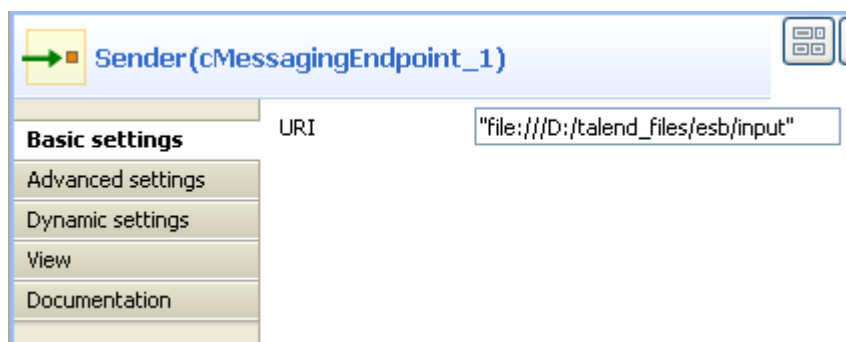 Sender(cMessagingEndpoint_1)
Basic settings
URI "file:///D:/talend_files/esb/input"
Advanced settings
Dynamic settings
View
Documentation